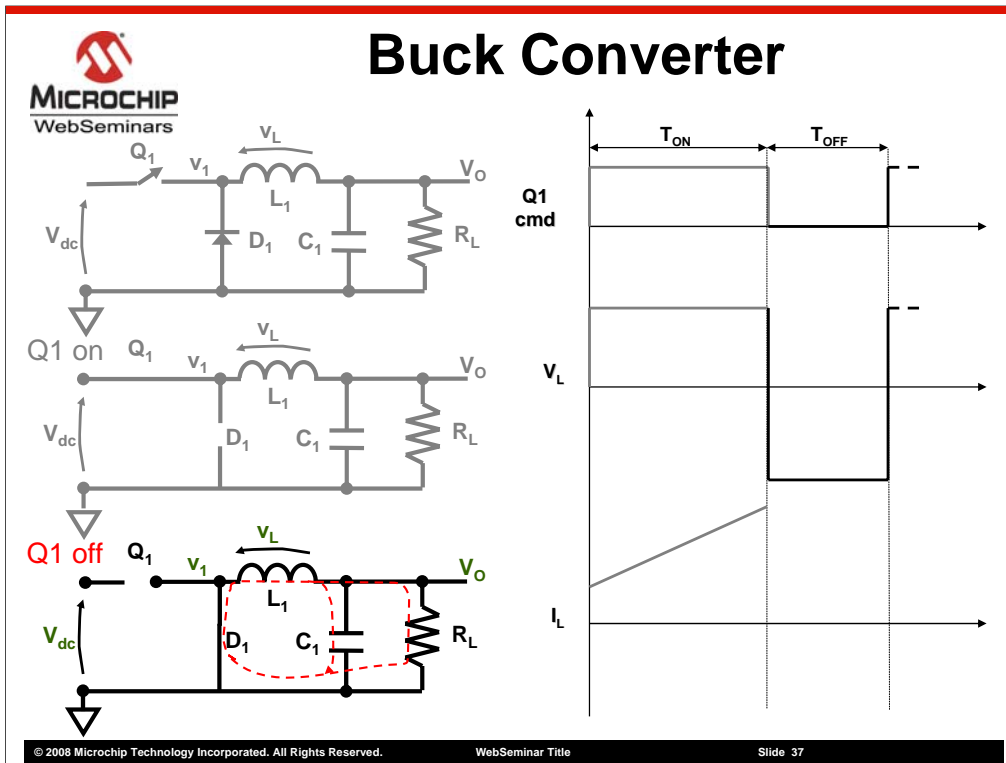 Buck Converter
MICROCHIP
WebSeminars
Q1 v1 vL VO
L1
Vdc D1 C1 RL
Q1 on Q1 v1 vL VO
L1
Vdc D1 C1 RL
Q1 off Q1 v1 vL VO
L1
Vdc D1 C1 RL
TON TOFF
Q1
cmd
VL
IL
© 2008 Microchip Technology Incorporated. All Rights Reserved. WebSeminar Title Slide 37